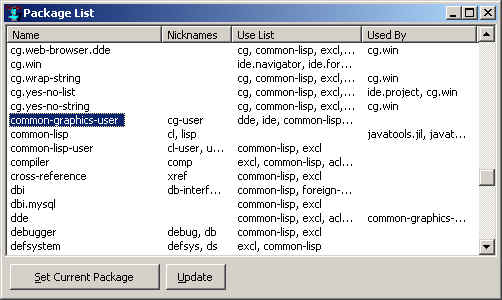 Package List
Name Nicknames Use List Used By
cg.web-browser.dde cg, common-lisp, excl,... cg.win
cg.win ide.navigator, ide.for...
cg.wrap-string cg, common-lisp, excl,... cg.win
cg.yes-no-list cg, common-lisp, excl,... ide.project, cg.win
cg.yes-no-string cg, common-lisp, excl,... cg.win
common-graphics-user cg-user dde, ide, common-lisp...
common-lisp cl, lisp javatools.jil, javat...
common-lisp-user cl-user, u... common-lisp, excl
compiler comp excl, common-lisp, acl...
cross-reference xref common-lisp, excl
dbi db-interf... common-lisp, foreign-...
dbi.mysql common-lisp, excl
dde common-lisp, excl, acl... common-graphics-...
debugger debug, db common-lisp, excl
defsystem defsys, ds excl, common-lisp
Set Current Package Update